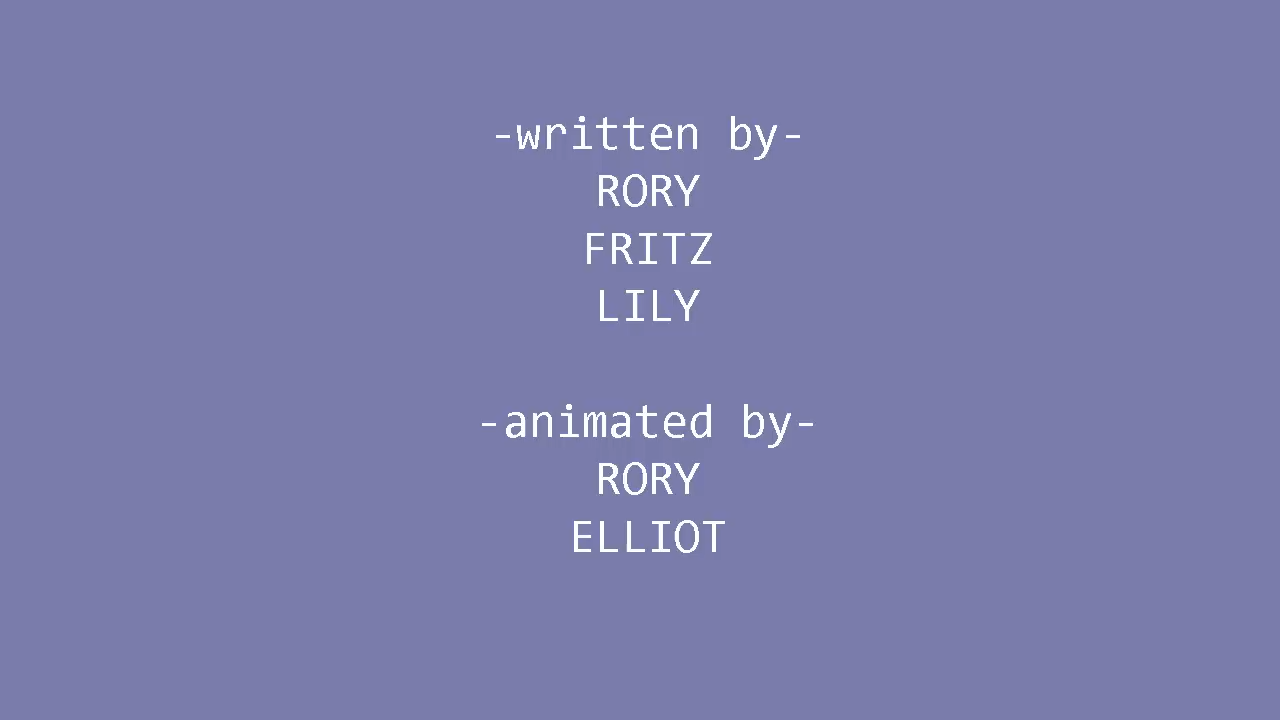 -written by-
RORY
FRITZ
LILY
-animated by-
RORY
ELLIOT